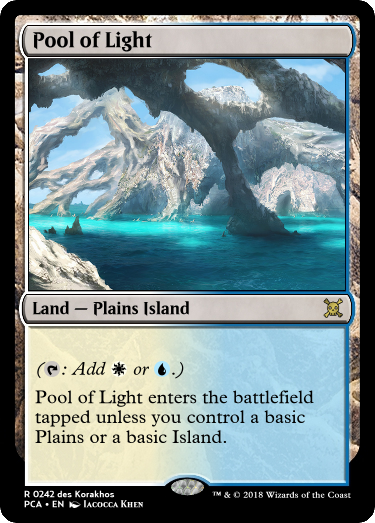 Pool of Light
Land — Plains Island
(T: Add W or U.)
Pool of Light enters the battlefield
tapped unless you control a basic
Plains or a basic Island.
R 0242 des Korakhos
PCA • EN Iacocca Khen
™ & © 2018 Wizards of the Coast